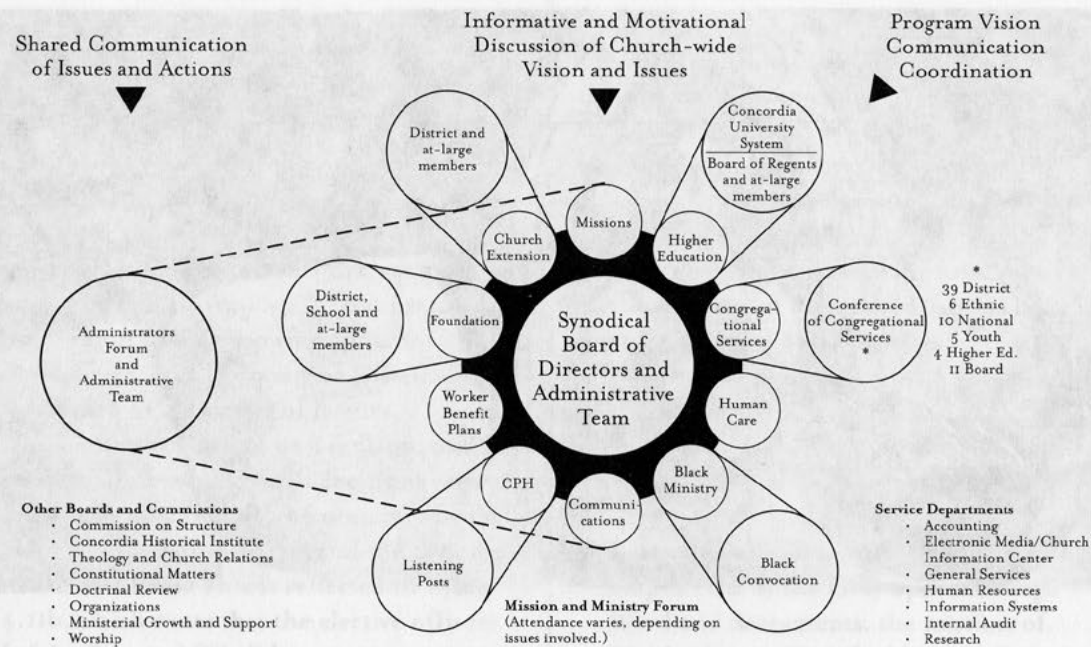 Shared Communication
of Issues and Actions
Informative and Motivational
Discussion of Church-wide
Vision and Issues
Program Vision
Communication
Coordination
District and
at-large
members
Concordia
University
System
Board of Regents
and at-large
members
Missions
Church
Extension
Higher
Education
District,
School and
at-large
members
Foundation
Congrega-
tional
Services
Conference
of Congregational
Services
*
*
39 District
6 Ethnic
10 National
5 Youth
4 Higher Ed.
11 Board
Administrators
Forum
and
Administrative
Team
Synodical
Board of
Directors and
Administrative
Team
Worker
Benefit
Plans
Human
Care
CPH
Black
Ministry
Communi-
cations
Listening
Posts
Black
Convocation
Other Boards and Commissions
· Commission on Structure
· Concordia Historical Institute
· Theology and Church Relations
· Constitutional Matters
· Doctrinal Review
· Organizations
· Ministerial Growth and Support
· Worship
Mission and Ministry Forum
(Attendance varies, depending on
issues involved.)
Service Departments
· Accounting
· Electronic Media/Church
Information Center
· General Services
· Human Resources
· Information Systems
· Internal Audit
· Research